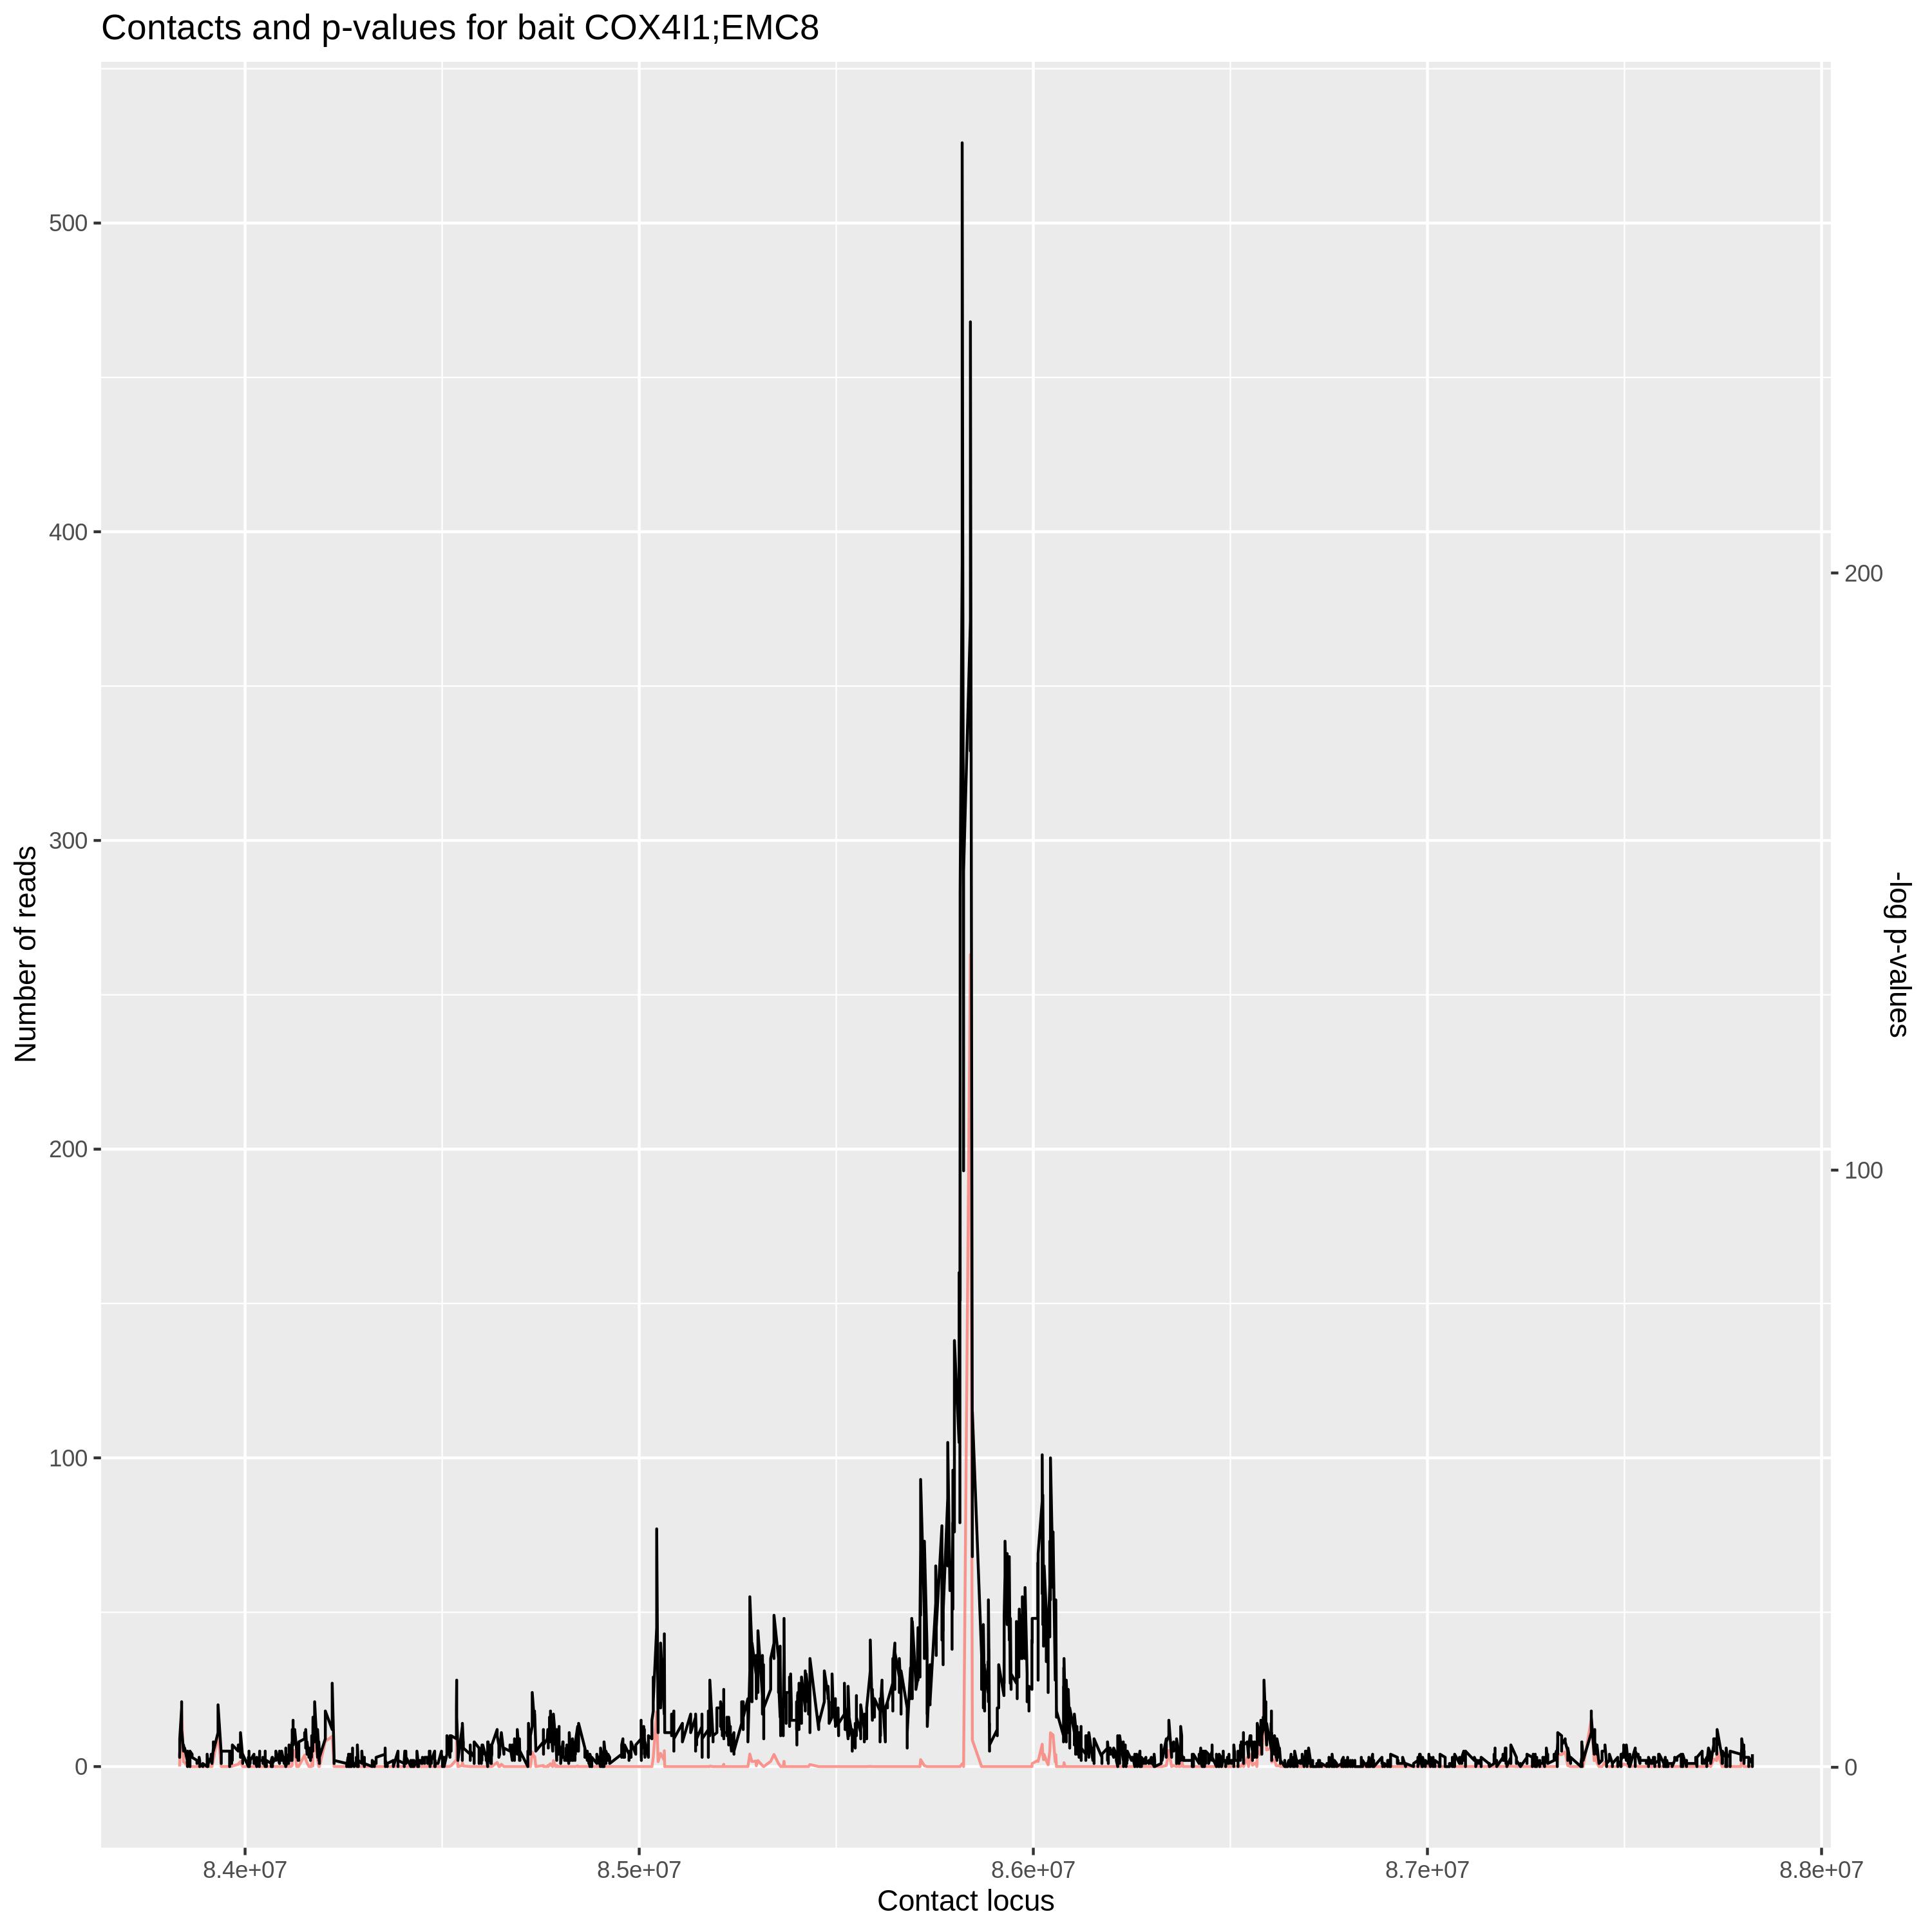 Contacts and p-values for bait COX4I1;EMC8
500
400
300
200
100
0
Number of reads
200
100
0
-log p-values
8.4e+07
8.5e+07
8.6e+07
8.7e+07
8.8e+07
Contact locus